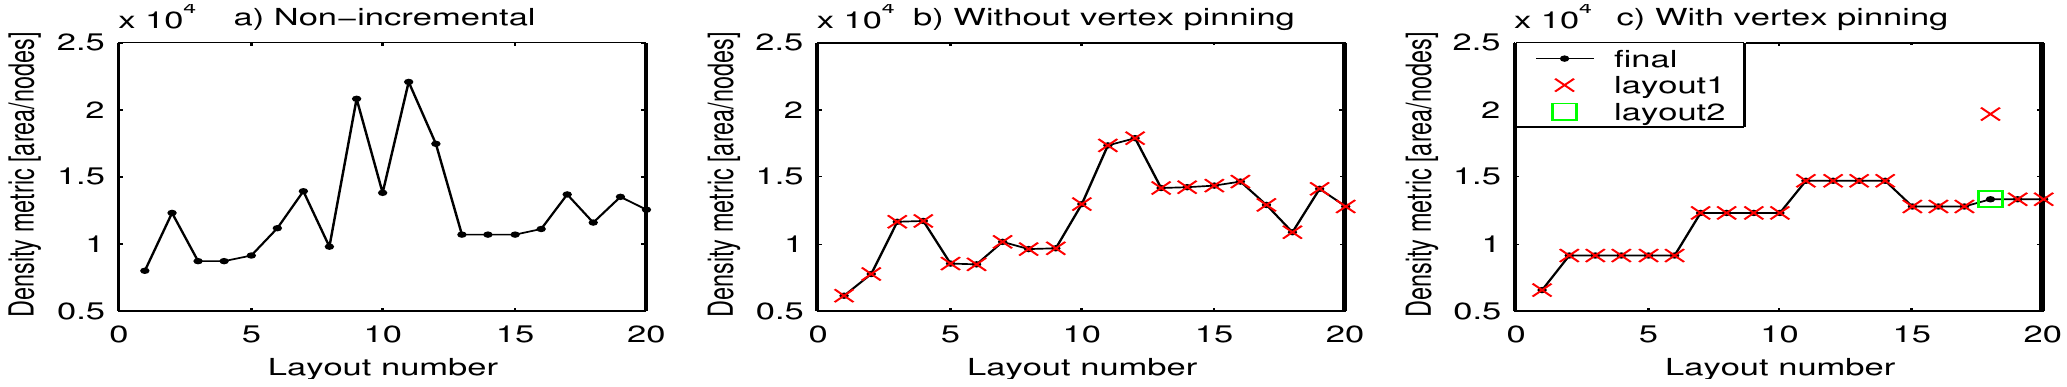 x 10^4 a) Non-incremental
Density metric [area/nodes]
2.5
2
1.5
1
0.5
0 5 10 15 20
Layout number
x 10^4 b) Without vertex pinning
Density metric [area/nodes]
2.5
2
1.5
1
0.5
0 5 10 15 20
Layout number
x 10^4 c) With vertex pinning
Density metric [area/nodes]
2.5
2
1.5
1
0.5
final
layout1
layout2
0 5 10 15 20
Layout number